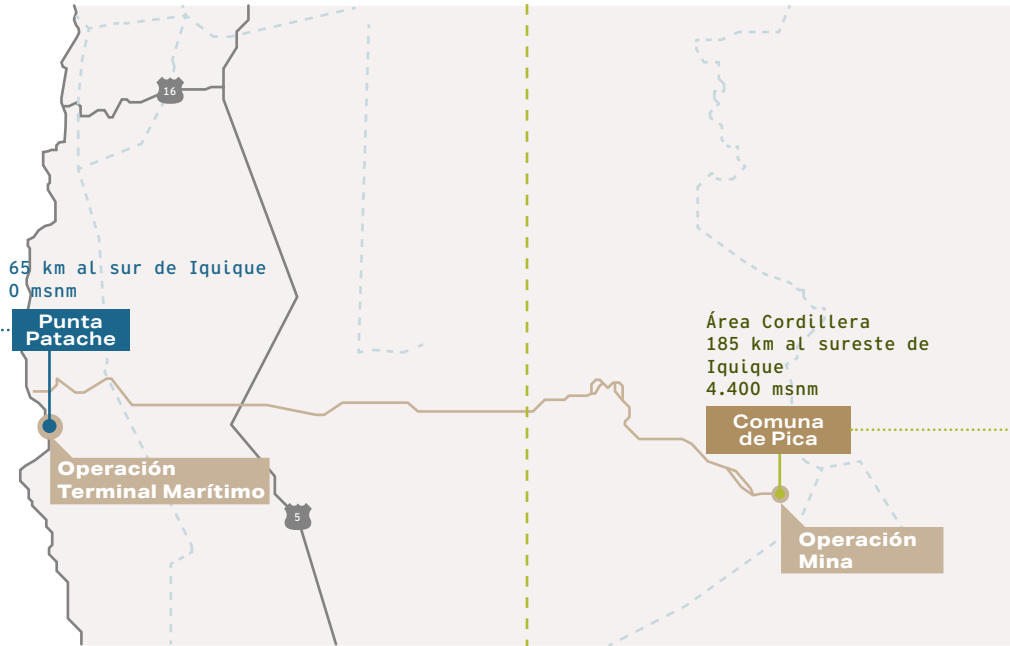 16
65 km al sur de Iquique
0 msnm
Punta
Patache
Área Cordillera
185 km al sureste de
Iquique
4.400 msnm
Comuna
de Pica
Operación
Terminal Marítimo
5
Operación
Mina